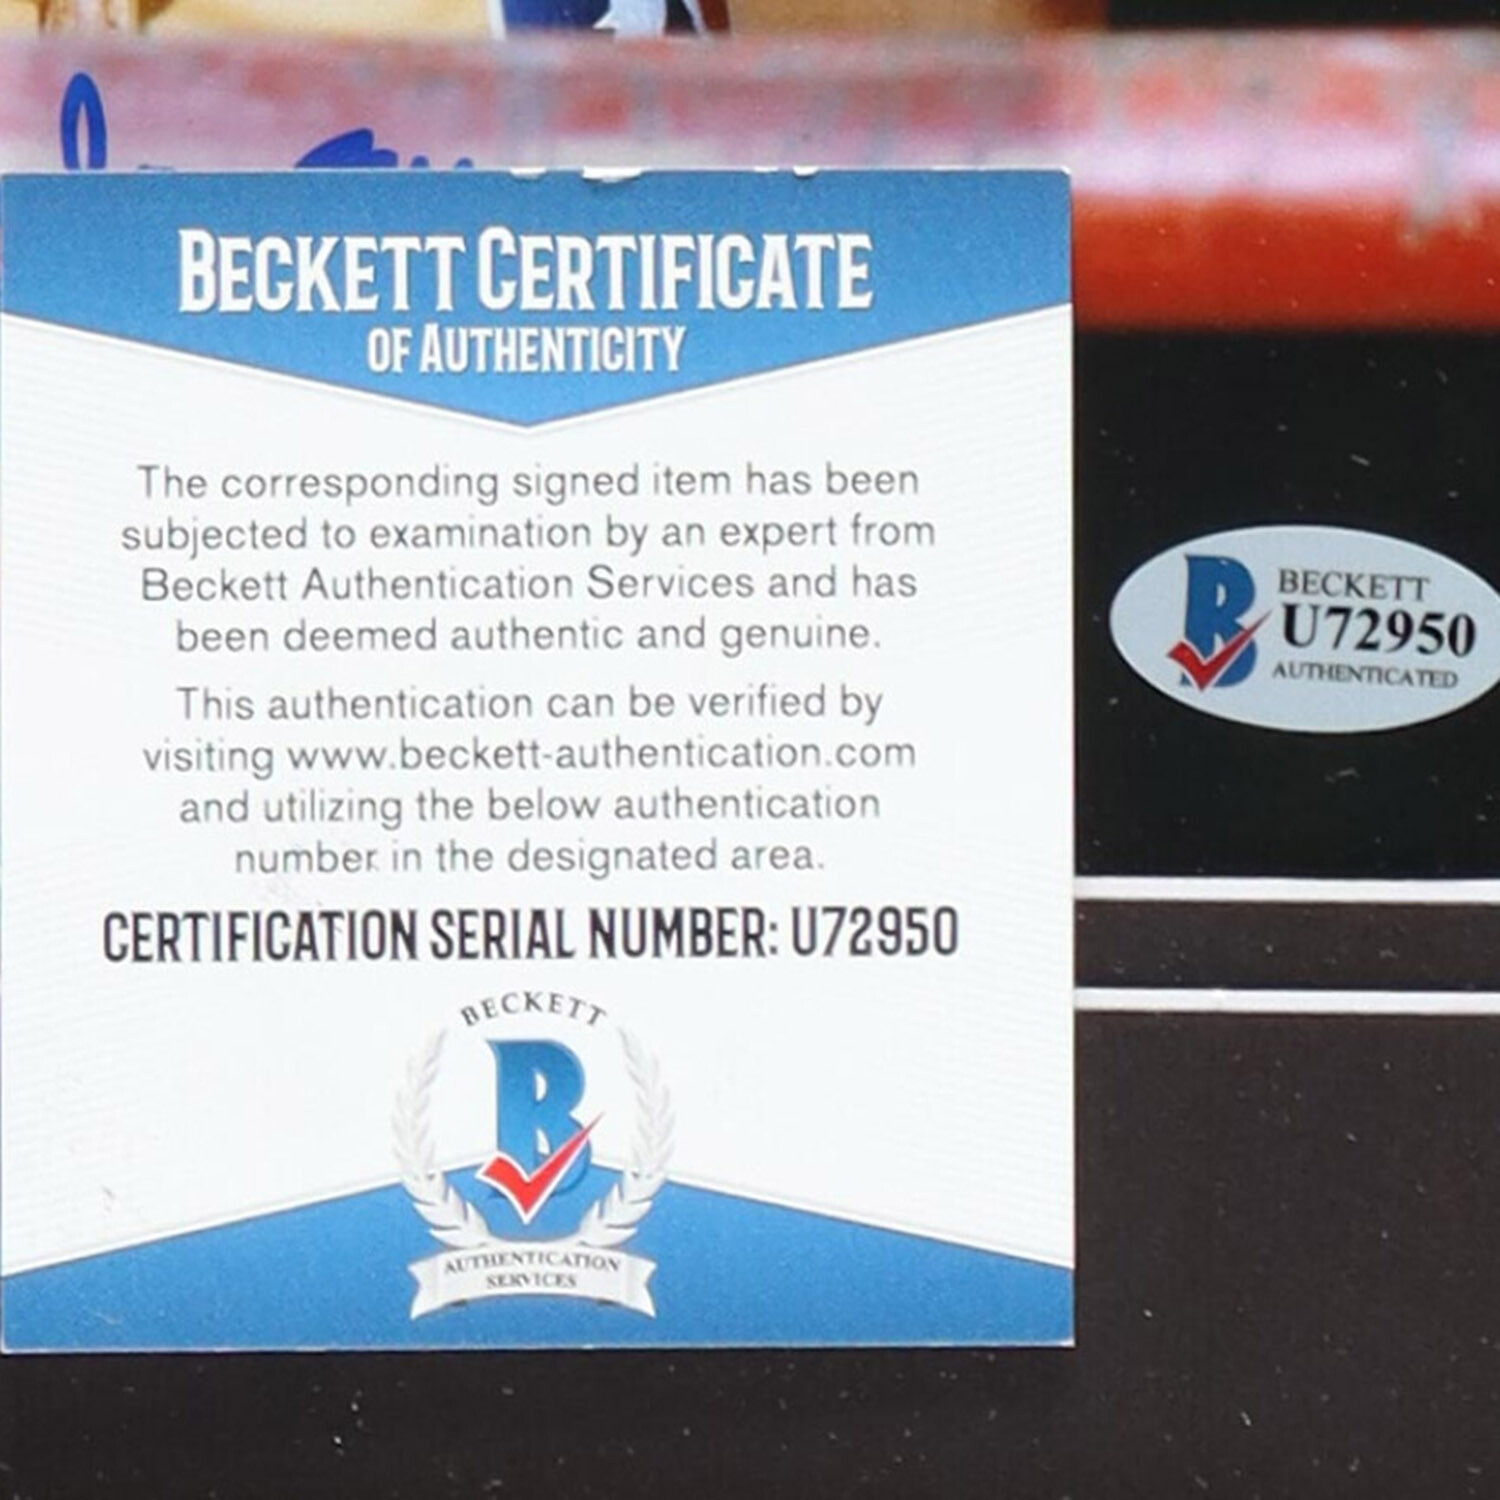 BECKETT CERTIFICATE
OF AUTHENTICITY
The corresponding signed item has been
subjected to examination by an expert from
Beckett Authentication Services and has
been deemed authentic and genuine.
This authentication can be verified by
visiting www.beckett-authentication.com
and utilizing the below authentication
number in the designated area.
CERTIFICATION SERIAL NUMBER: U72950
BECKETT
B
AUTHENTICATION
SERVICES
B
BECKETT
U72950
AUTHENTICATED